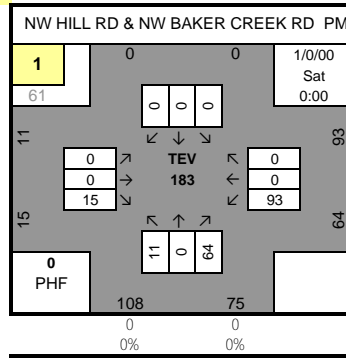 NW HILL RD & NW BAKER CREEK RD PM
1
0
0
1/0/00
Sat
61
0:00
0 0 0
↙ ↓ ↘
11
93
0 ↗ TEV ↖ 0
0 → 183 ← 0
15 ↘ ↙ 93
↖ ↑ ↗
15
64
11 0 64
0
PHF
108 75
0 0
0% 0%